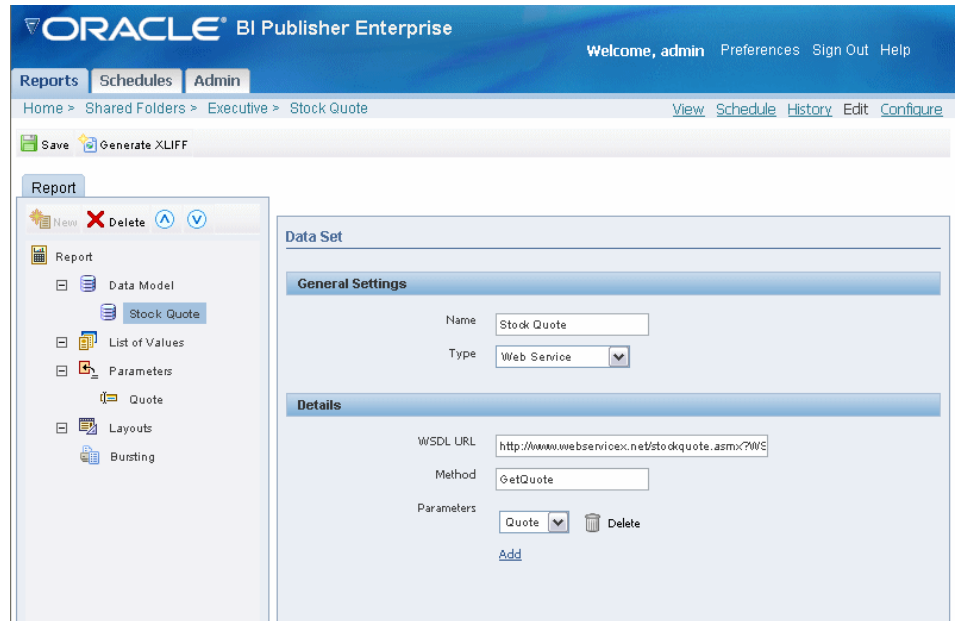 ORACLE BI Publisher Enterprise
Welcome, admin Preferences Sign Out Help
Reports Schedules Admin
Home > Shared Folders > Executive > Stock Quote View Schedule History Edit Configure
Save Generate XLIFF
Report
New Delete
Report
Data Model
Stock Quote
List of Values
Parameters
Quote
Layouts
Bursting
Data Set
General Settings
Name Stock Quote
Type Web Service
Details
WSDL URL http://www.webservicex.net/stockquote.asmx?WS
Method GetQuote
Parameters
Quote Delete
Add